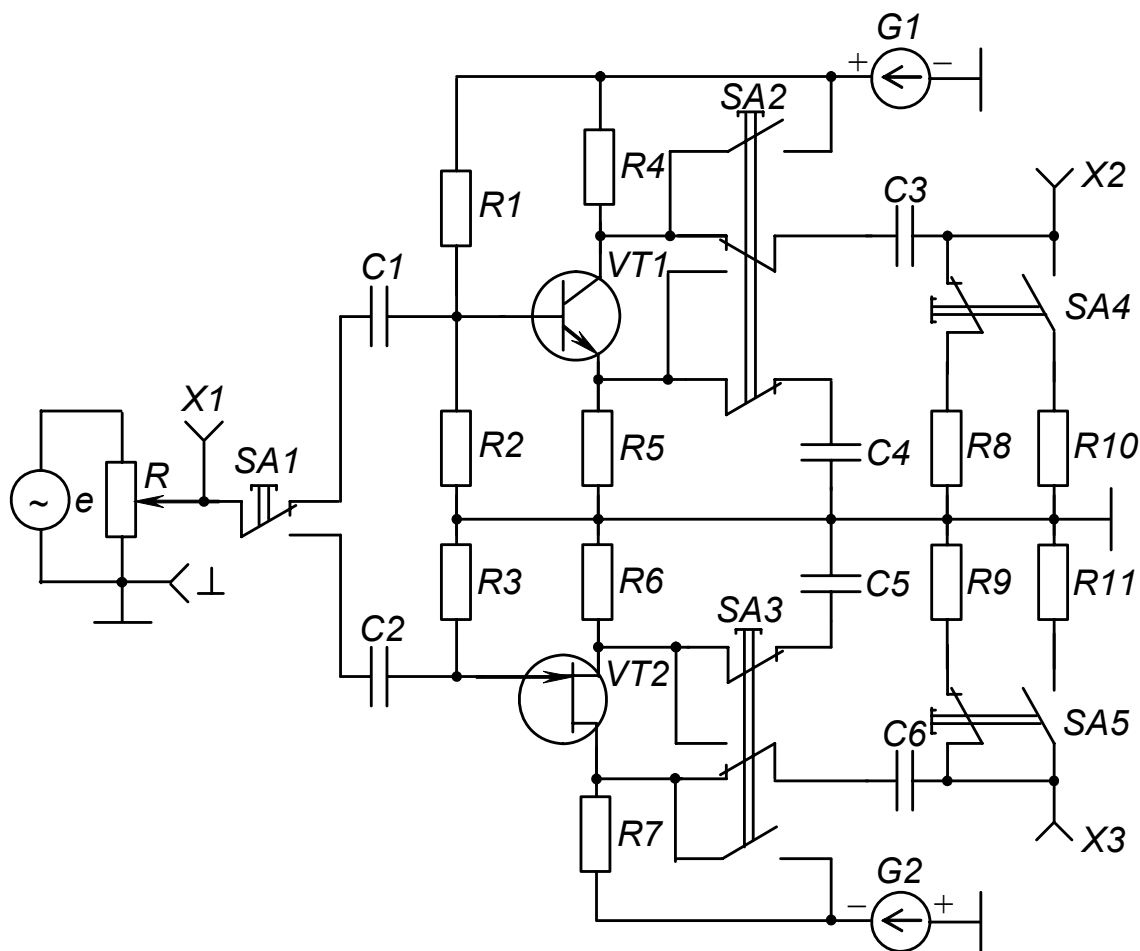 G1
+ −
SA2
R4
X2
C3
R1
C1
VT1
SA4
X1
SA1
R2
R5
C4
R8
R10
~
e
R
⊥
R3
R6
C5
R9
R11
SA3
C2
VT2
C6
SA5
R7
X3
G2
− +